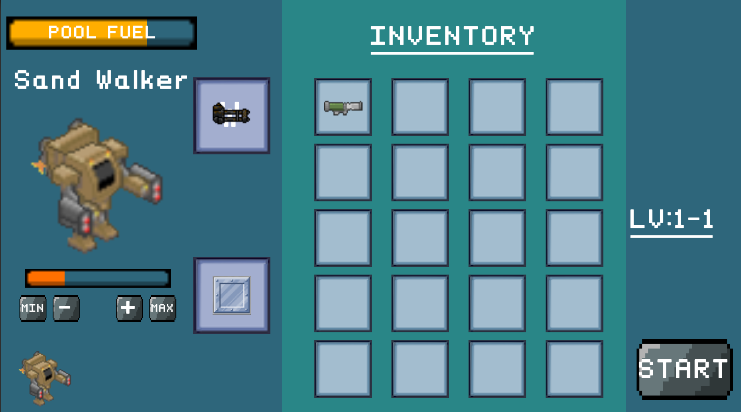 POOL FUEL
INVENTORY
Sand Walker
LV:1-1
MIN - + MAX
START